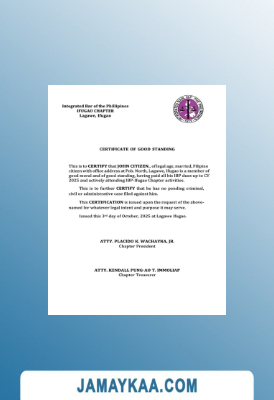 Integrated Bar of the Philippines
IFUGAO CHAPTER
Lagawe, Ifugao
CERTIFICATE OF GOOD STANDING
This is to CERTIFY that JOHN CITIZEN, of legal age, married, Filipino
citizen with office address at Pob. North, Lagawe, Ifugao is a member of
good moral and of good standing, having paid all his IBP dues up to CY
2025 and actively attending IBP-Ifugao Chapter activities.
This is to further CERTIFY that he has no pending criminal,
civil or administrative case filed against him.
This CERTIFICATION is issued upon the request of the above-
named for whatever legal intent and purpose it may serve.
Issued this 3rd day of October, 2025 at Lagawe Ifugao.
ATTY. PLACIDO K. WACHAYNA, JR.
Chapter President
ATTY. KENDALL PUNG-AD T.
Chapter Treasurer
JAMAYKAA.COM